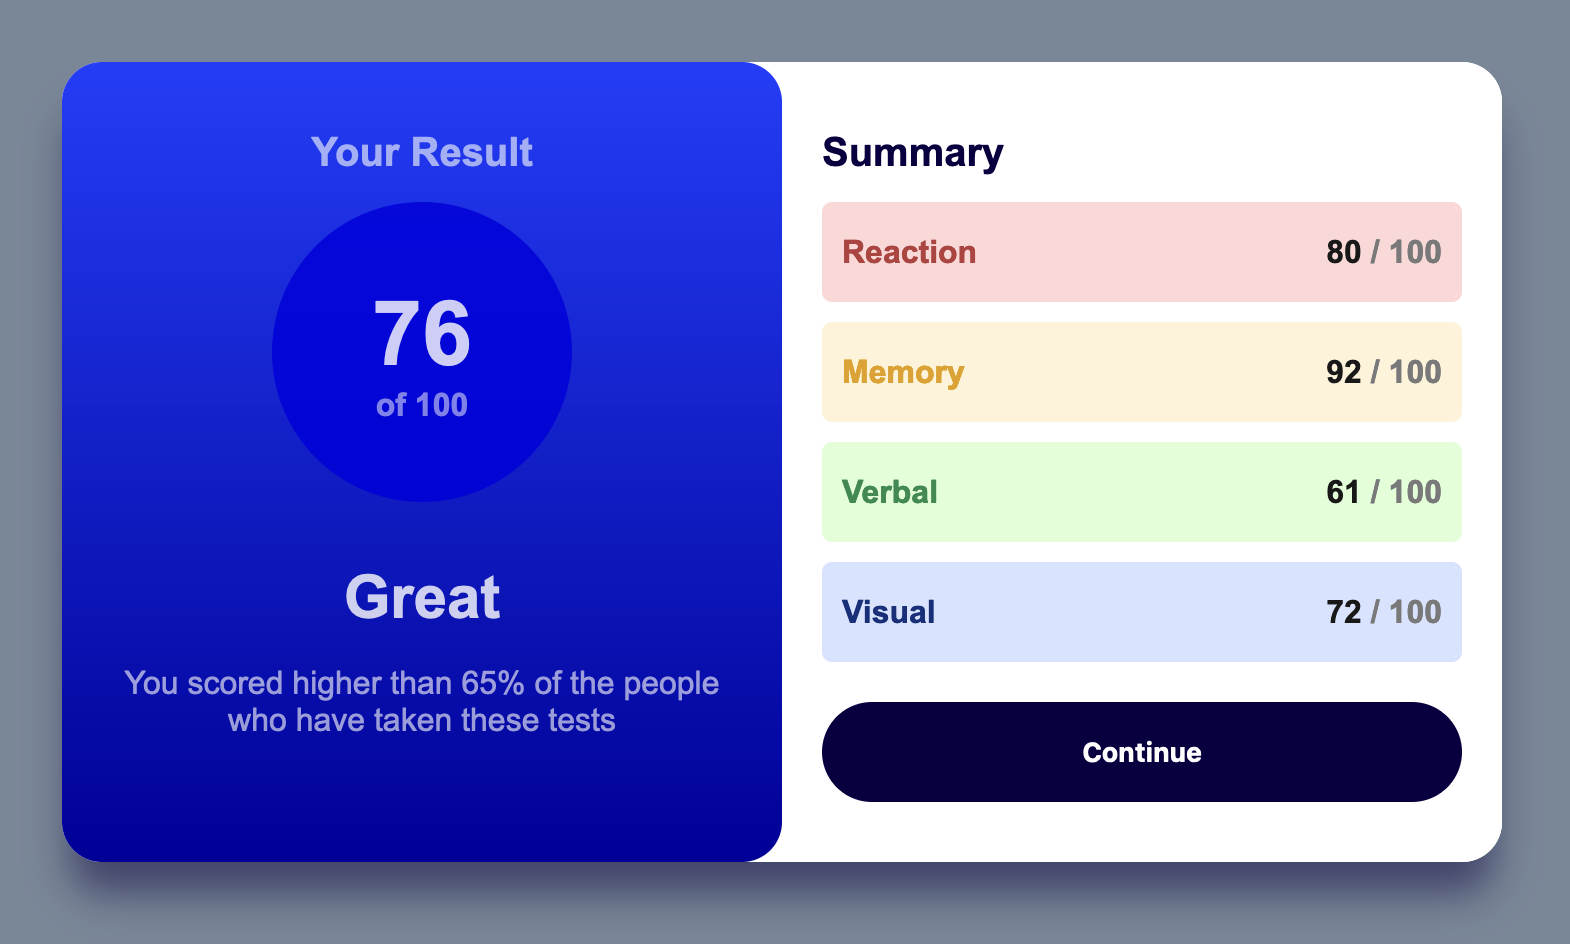 Your Result
76
of 100
Great
You scored higher than 65% of the people
who have taken these tests
Summary
Reaction 80 / 100
Memory 92 / 100
Verbal 61 / 100
Visual 72 / 100
Continue